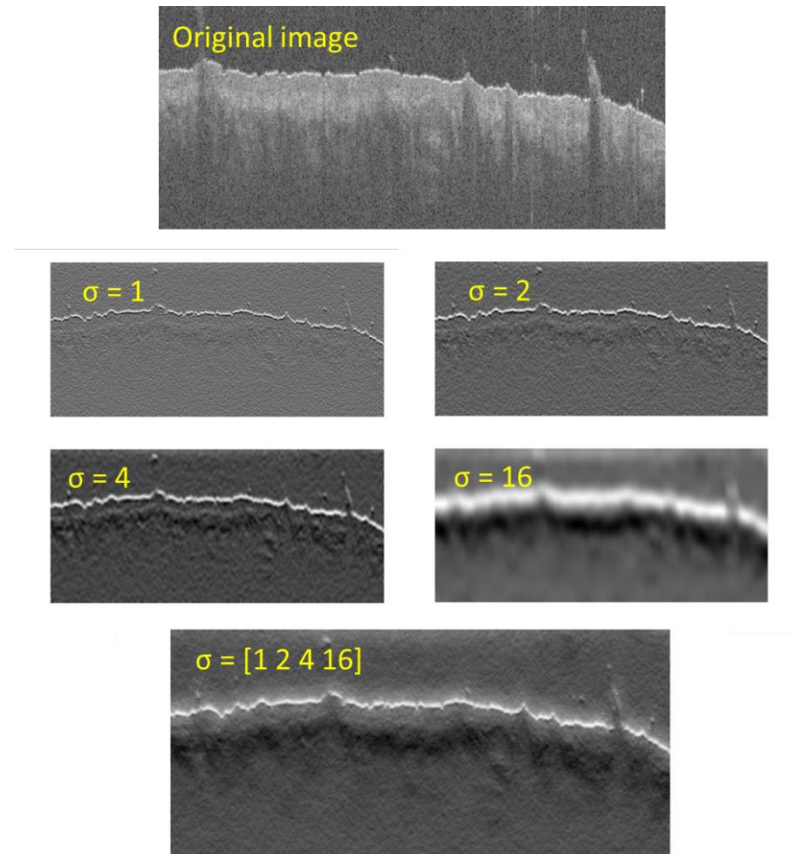 Original image
σ = 1
σ = 2
σ = 4
σ = 16
σ = [1 2 4 16]